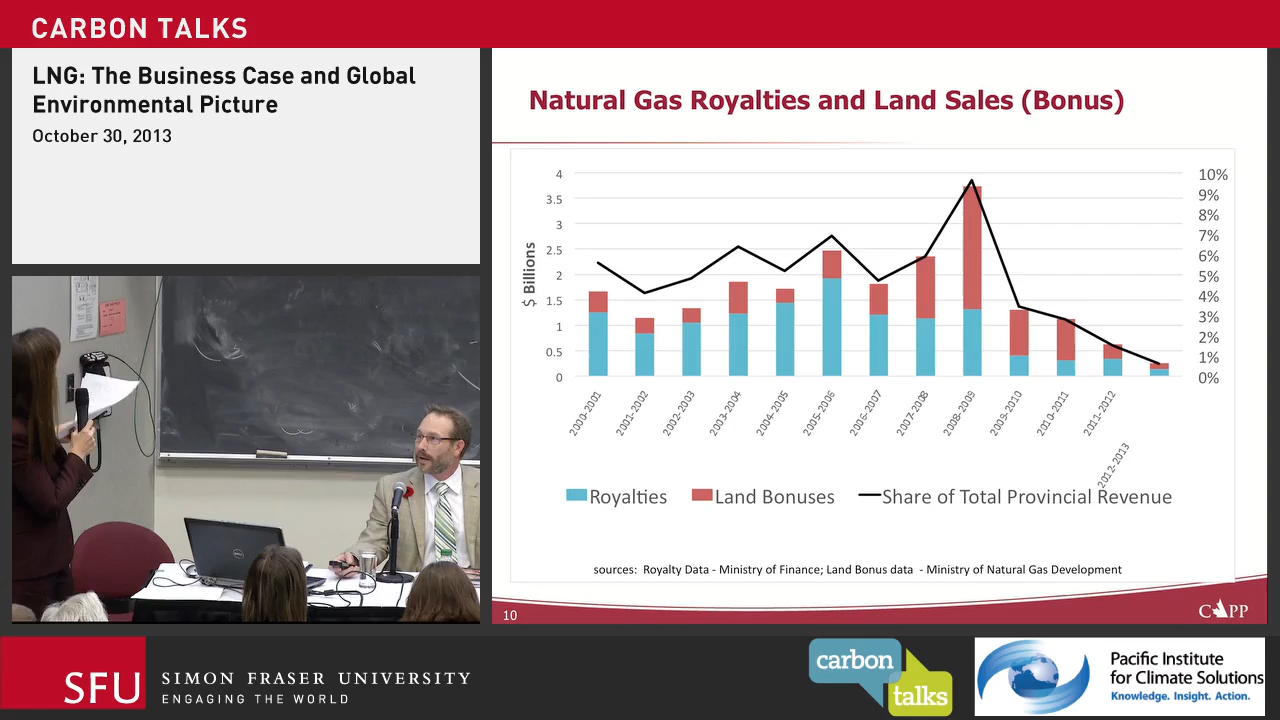 CARBON TALKS
LNG: The Business Case and Global
Environmental Picture
October 30, 2013
Natural Gas Royalties and Land Sales (Bonus)
$ Billions
4
3.5
3
2.5
2
1.5
1
0.5
0
10%
9%
8%
7%
6%
5%
4%
3%
2%
1%
0%
2000-2001
2001-2002
2002-2003
2003-2004
2004-2005
2005-2006
2006-2007
2007-2008
2008-2009
2009-2010
2010-2011
2011-2012
2012-2013
Royalties Land Bonuses Share of Total Provincial Revenue
sources: Royalty Data - Ministry of Finance; Land Bonus data - Ministry of Natural Gas Development
10
CAPP
DELL
SFU
SIMON FRASER UNIVERSITY
ENGAGING THE WORLD
carbon
talks
Pacific Institute
for Climate Solutions
Knowledge. Insight. Action.